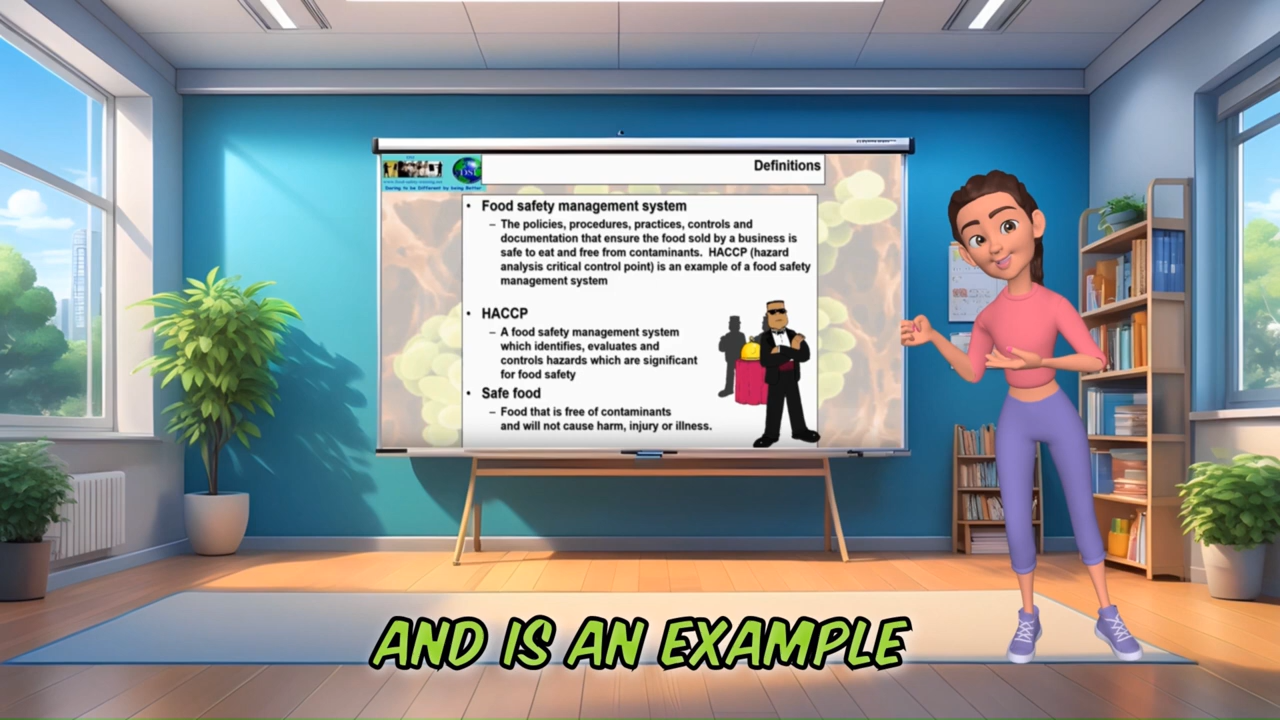 Definitions
DSL
Daring to be Different by being Better
• Food safety management system
– The policies, procedures, practices, controls and
documentation that ensure the food sold by a business is
safe to eat and free from contaminants. HACCP (hazard
analysis critical control point) is an example of a food safety
management system
• HACCP
– A food safety management system
which identifies, evaluates and
controls hazards which are significant
for food safety
• Safe food
– Food that is free of contaminants
and will not cause harm, injury or illness.
AND IS AN EXAMPLE